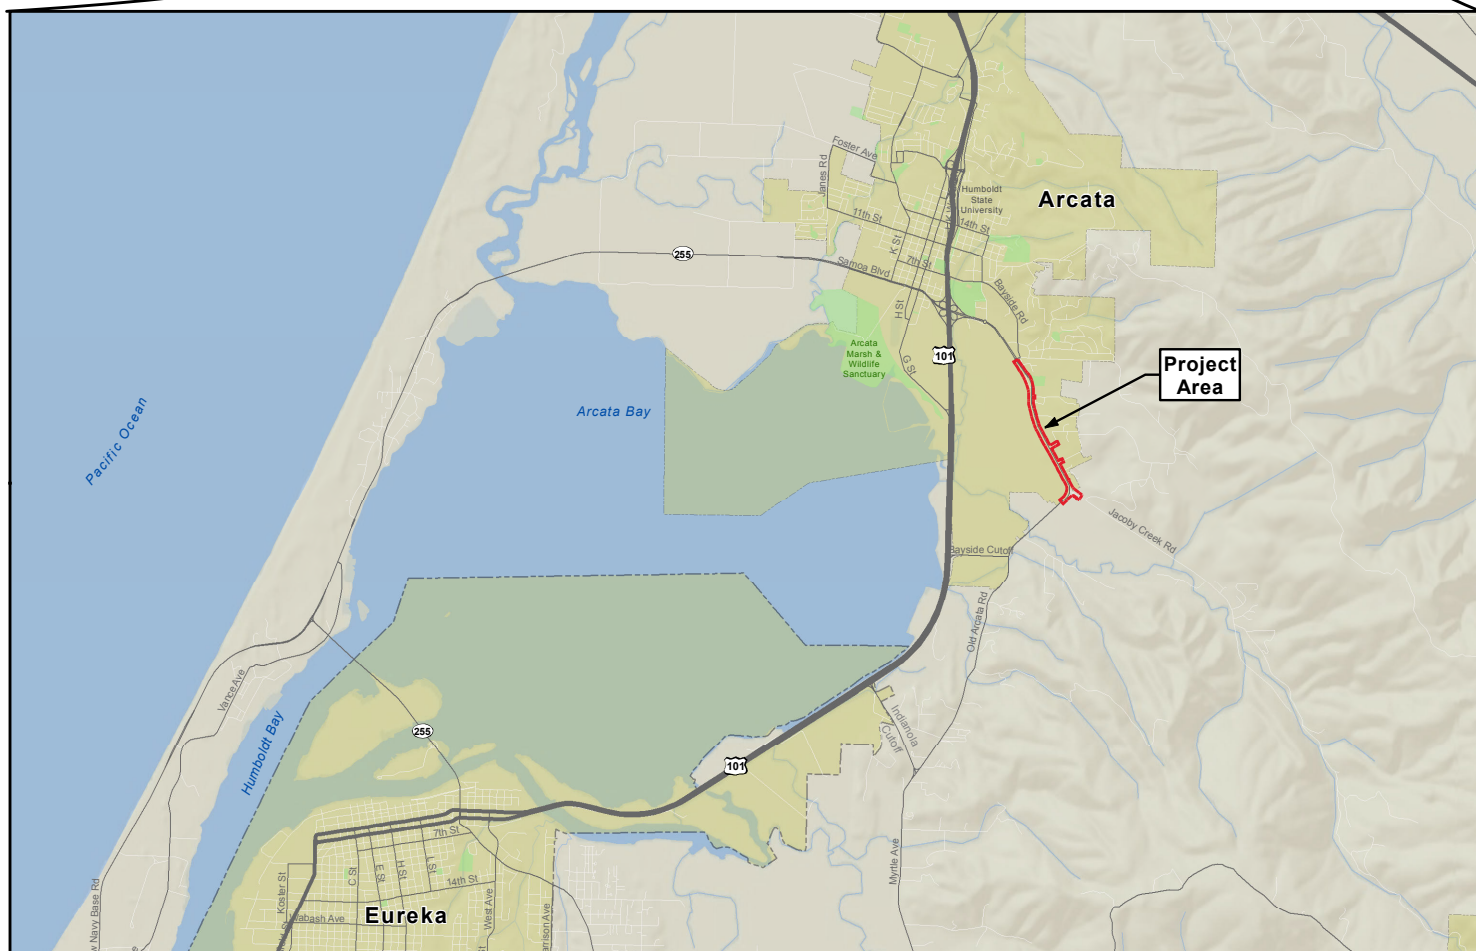 Foster Ave
Janes Rd
Humboldt
State
University
Arcata
11th St
14th St
K St
255
7th St
Samoa Blvd
Bayside Rd
H St
Arcata
Marsh &
Wildlife
Sanctuary
G St
101
Project
Area
Pacific Ocean
Arcata Bay
Jacoby Creek Rd
Bayside Cutoff
Old Arcata Rd
Vance Ave
Humboldt Bay
255
Indianola
Cutoff
101
7th St
C St
E St
H St
L St
14th St
Koster St
West Ave
Myrtle Ave
Wabash Ave
Eureka
Navy Base Rd